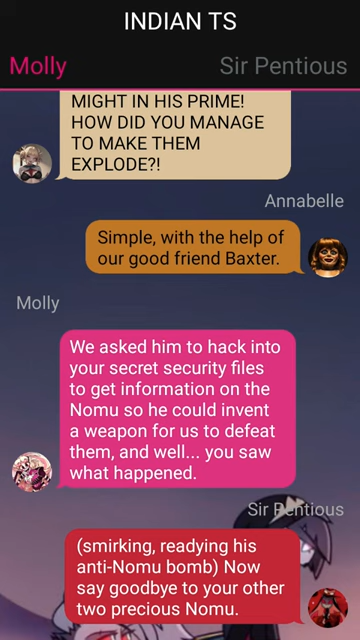 INDIAN TS
Molly
Sir Pentious
MIGHT IN HIS PRIME!
HOW DID YOU MANAGE
TO MAKE THEM
EXPLODE?!
Annabelle
Simple, with the help of
our good friend Baxter.
Molly
We asked him to hack into
your secret security files
to get information on the
Nomu so he could invent
a weapon for us to defeat
them, and well... you saw
what happened.
Sir Pentious
(smirking, readying his
anti-Nomu bomb) Now
say goodbye to your other
two precious Nomu.